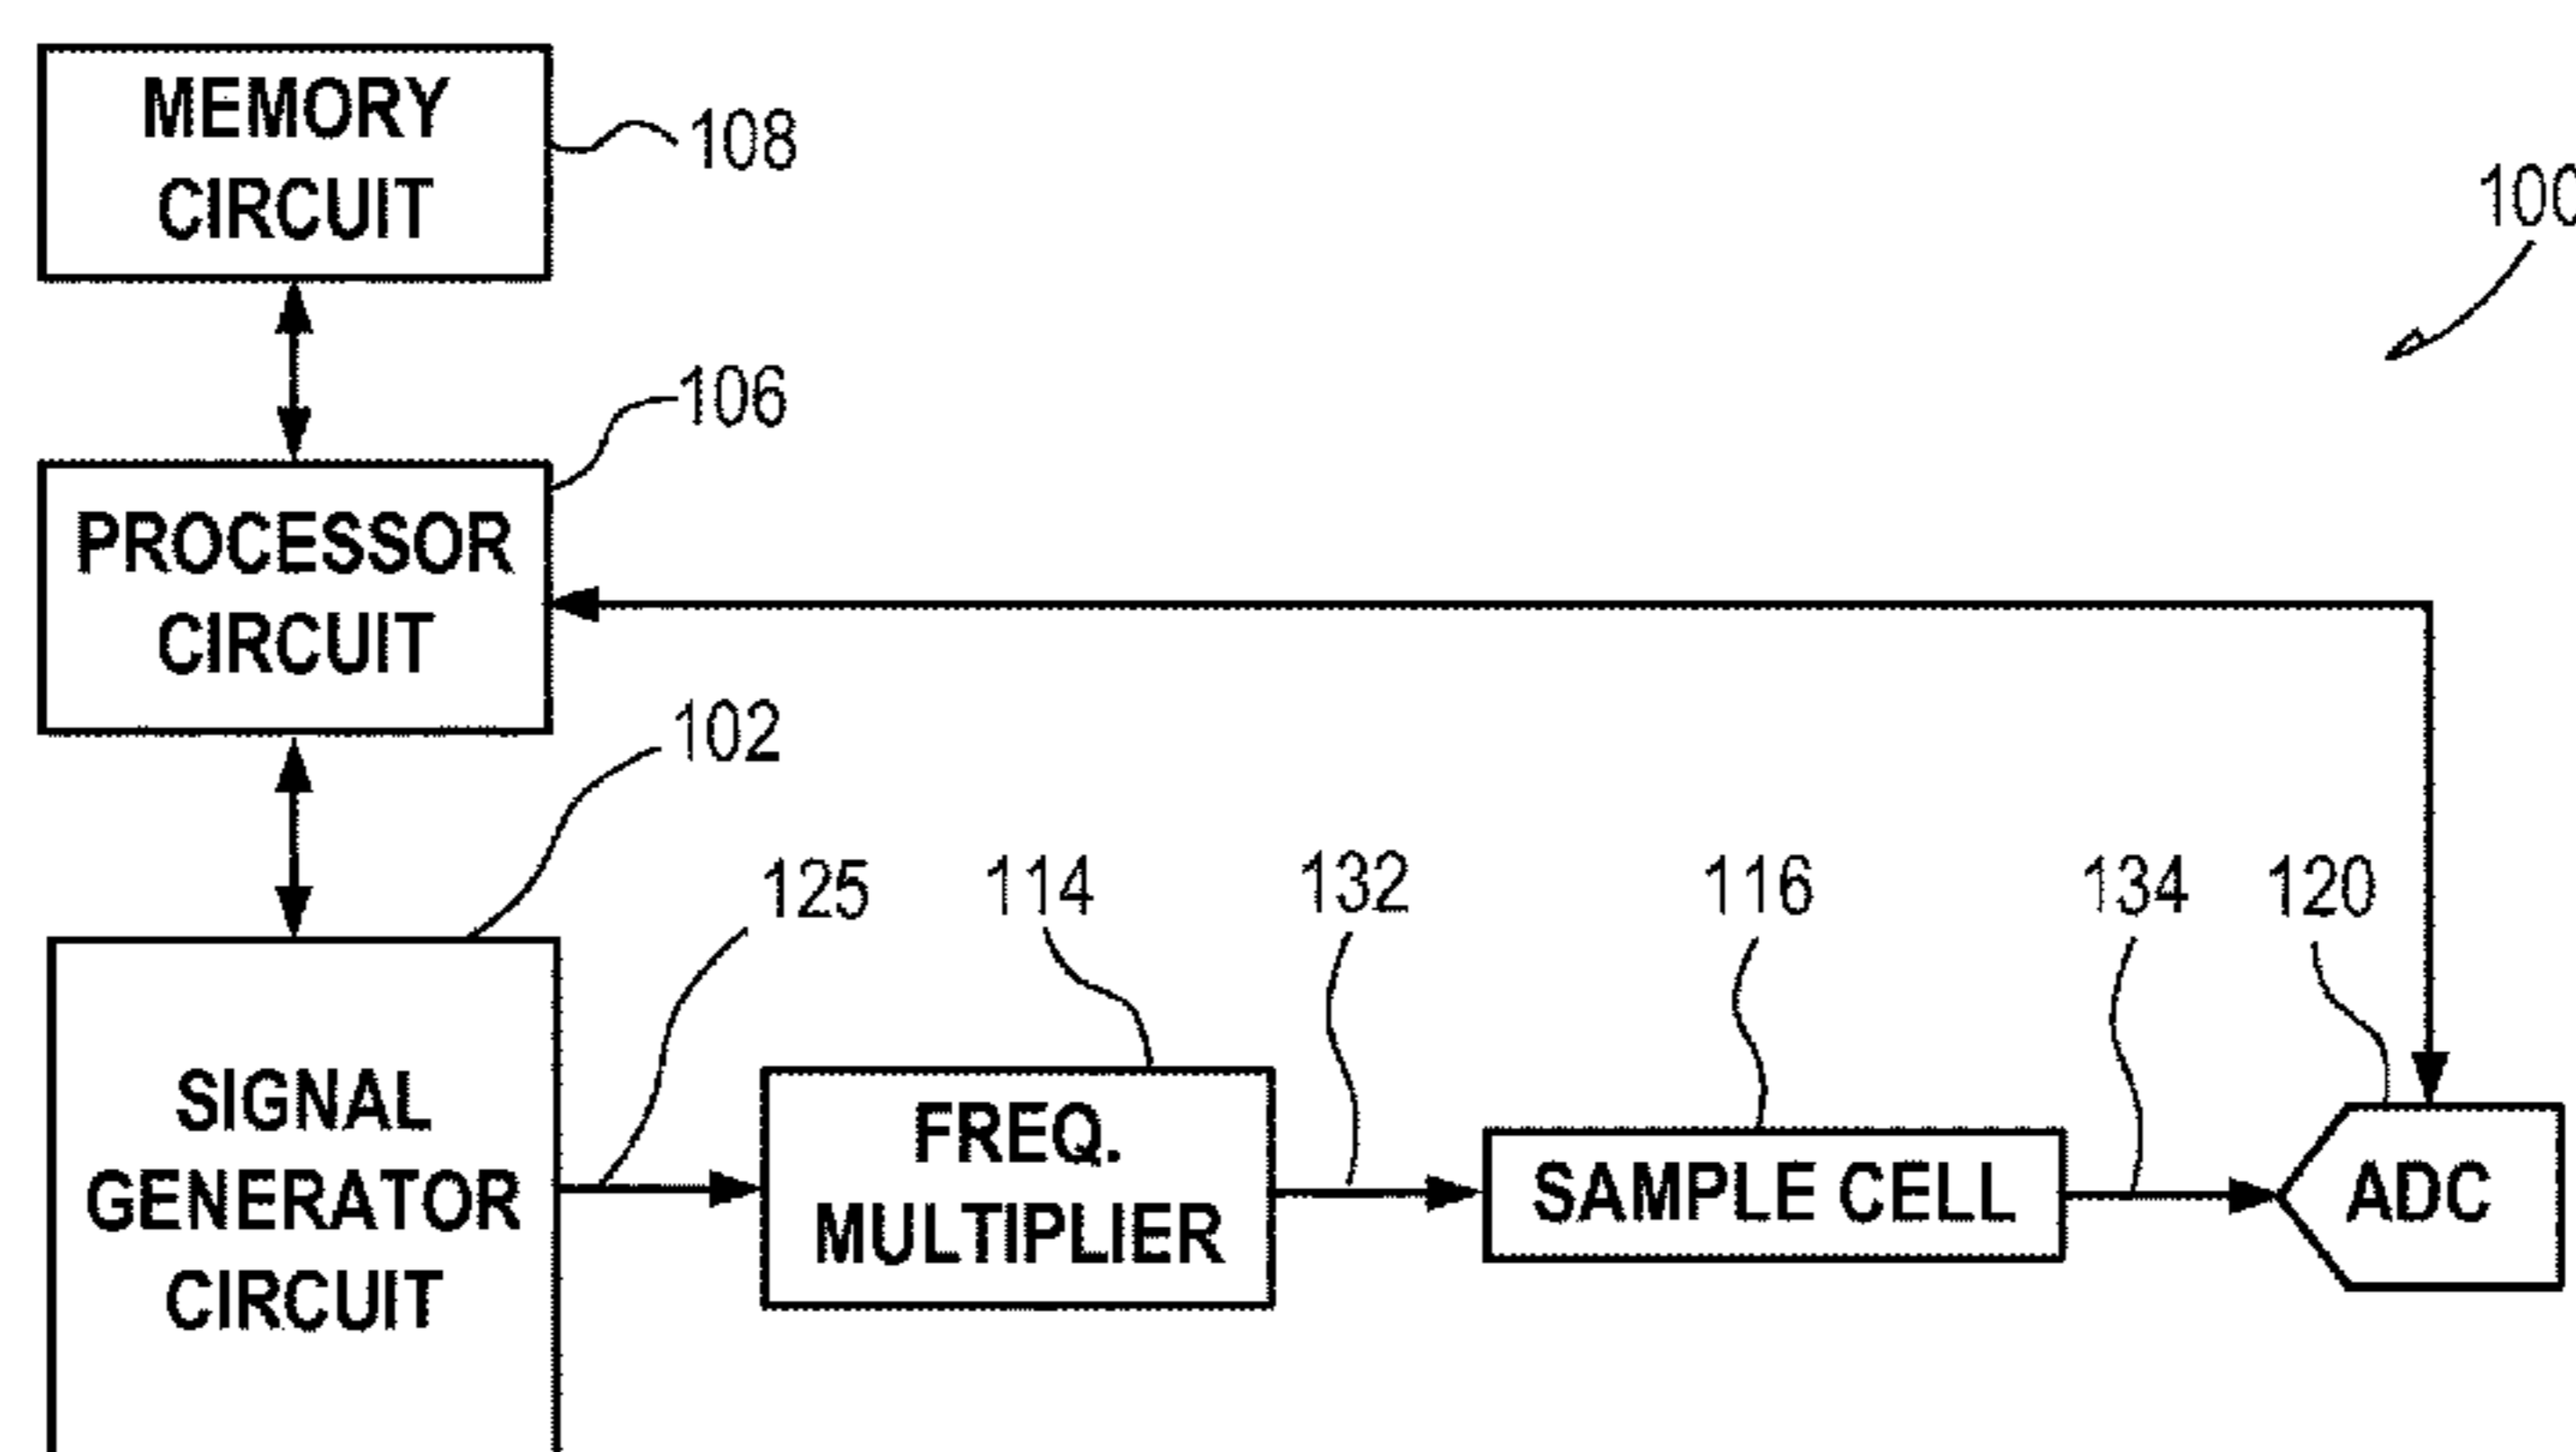 MEMORY
CIRCUIT
108
100
106
PROCESSOR
CIRCUIT
102
125
114
132
116
134
120
SIGNAL
GENERATOR
CIRCUIT
FREQ.
MULTIPLIER
SAMPLE CELL
ADC